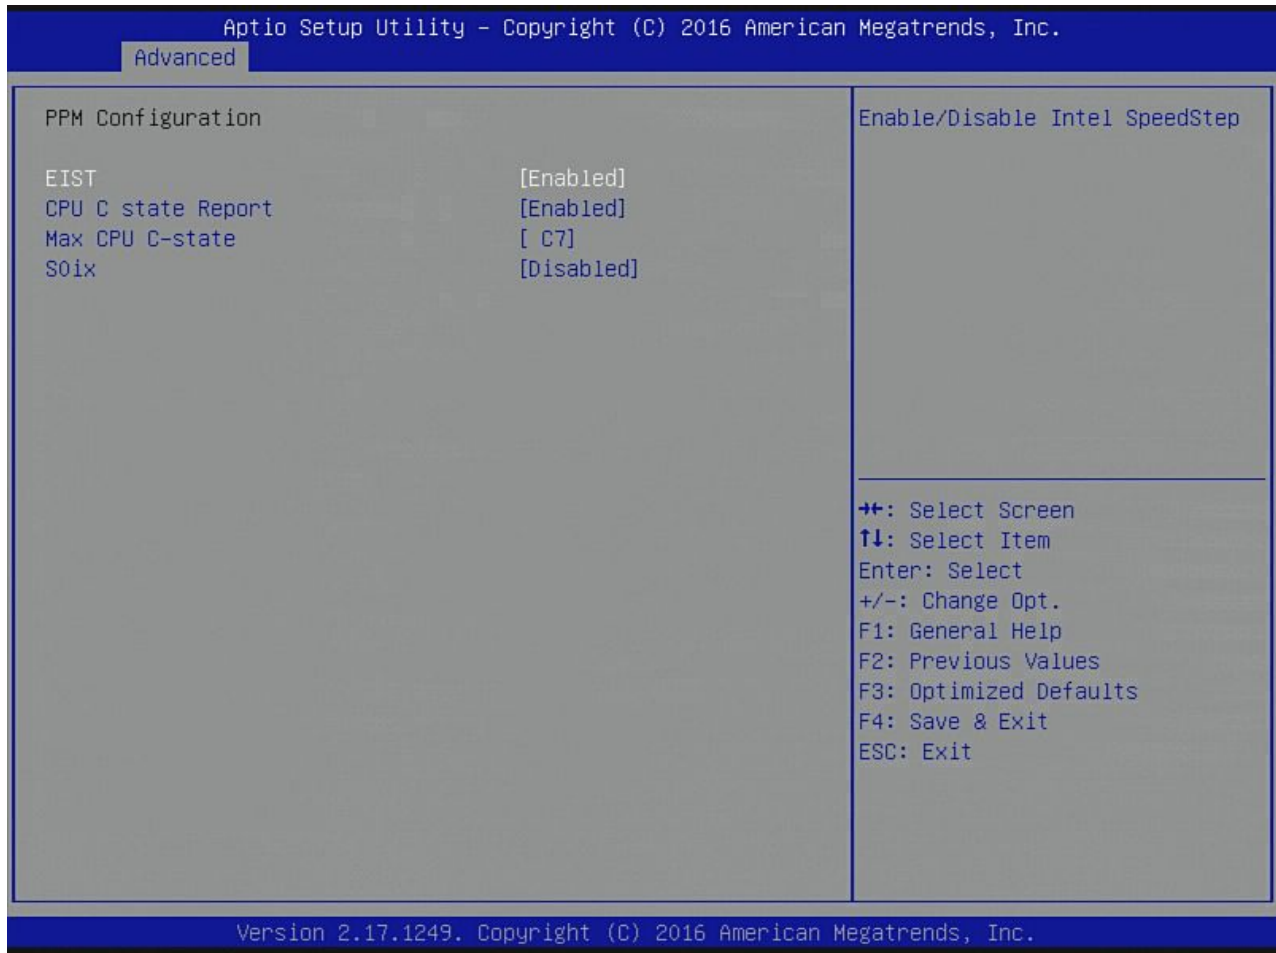 Aptio Setup Utility – Copyright (C) 2016 American Megatrends, Inc.
Advanced
PPM Configuration
EIST [Enabled]
CPU C state Report [Enabled]
Max CPU C-state [ C7]
S0ix [Disabled]
Enable/Disable Intel SpeedStep
→←: Select Screen
↑↓: Select Item
Enter: Select
+/-: Change Opt.
F1: General Help
F2: Previous Values
F3: Optimized Defaults
F4: Save & Exit
ESC: Exit
Version 2.17.1249. Copyright (C) 2016 American Megatrends, Inc.